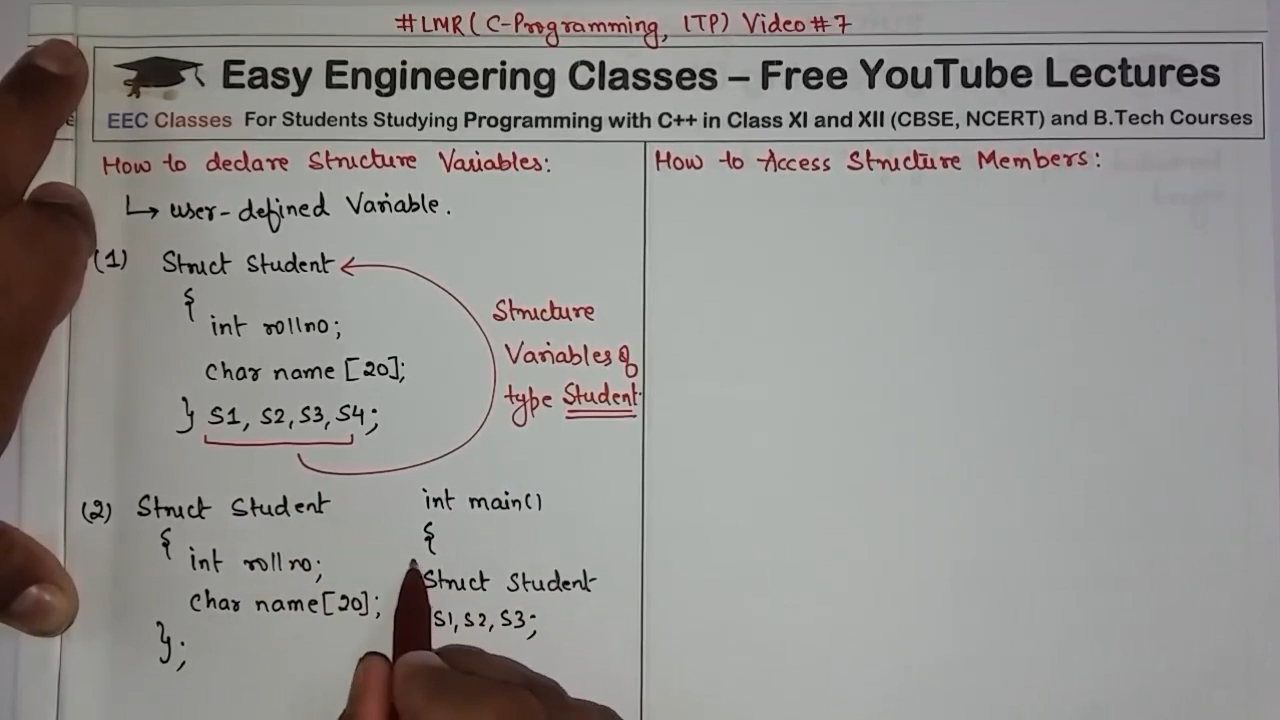 #LMR (C-Programming, ITP) Video #7
Easy Engineering Classes – Free YouTube Lectures
EEC Classes For Students Studying Programming with C++ in Class XI and XII (CBSE, NCERT) and B.Tech Courses
How to declare Structure Variables:
↳ user-defined Variable.
(1) Struct Student
{
int rollno;
char name [20];
} S1, S2, S3, S4;
Structure
Variables of
type Student
(2) Struct Student
{
int rollno;
char name[20];
};
int main()
{
Struct Student
S1, S2, S3;
How to Access Structure Members: